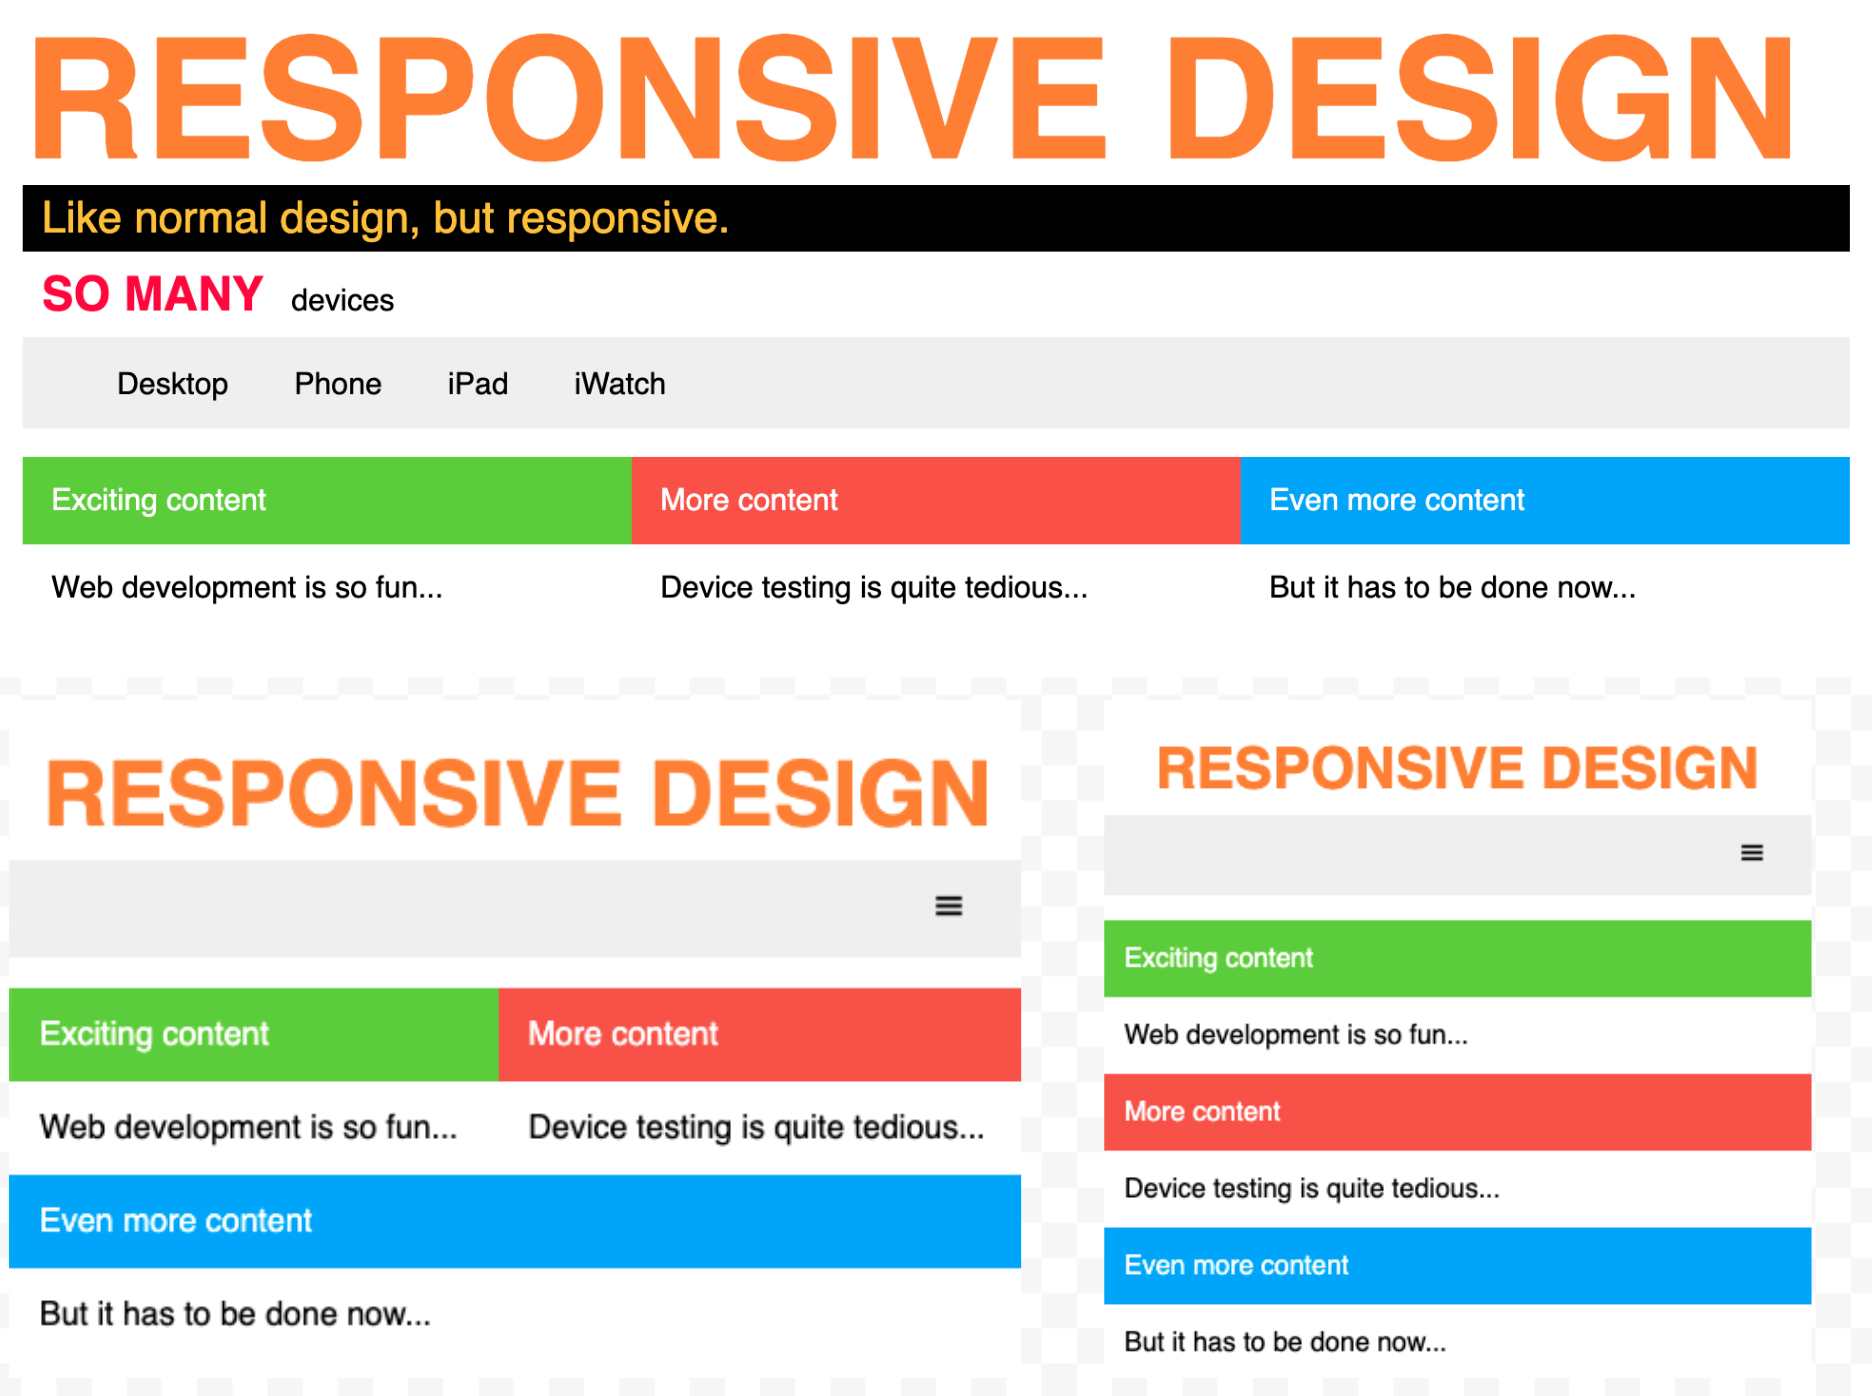 RESPONSIVE DESIGN
Like normal design, but responsive.
SO MANY devices
Desktop Phone iPad iWatch
Exciting content More content Even more content
Web development is so fun... Device testing is quite tedious... But it has to be done now...
RESPONSIVE DESIGN
Exciting content More content
Web development is so fun... Device testing is quite tedious...
Even more content
But it has to be done now...
RESPONSIVE DESIGN
Exciting content
Web development is so fun...
More content
Device testing is quite tedious...
Even more content
But it has to be done now...